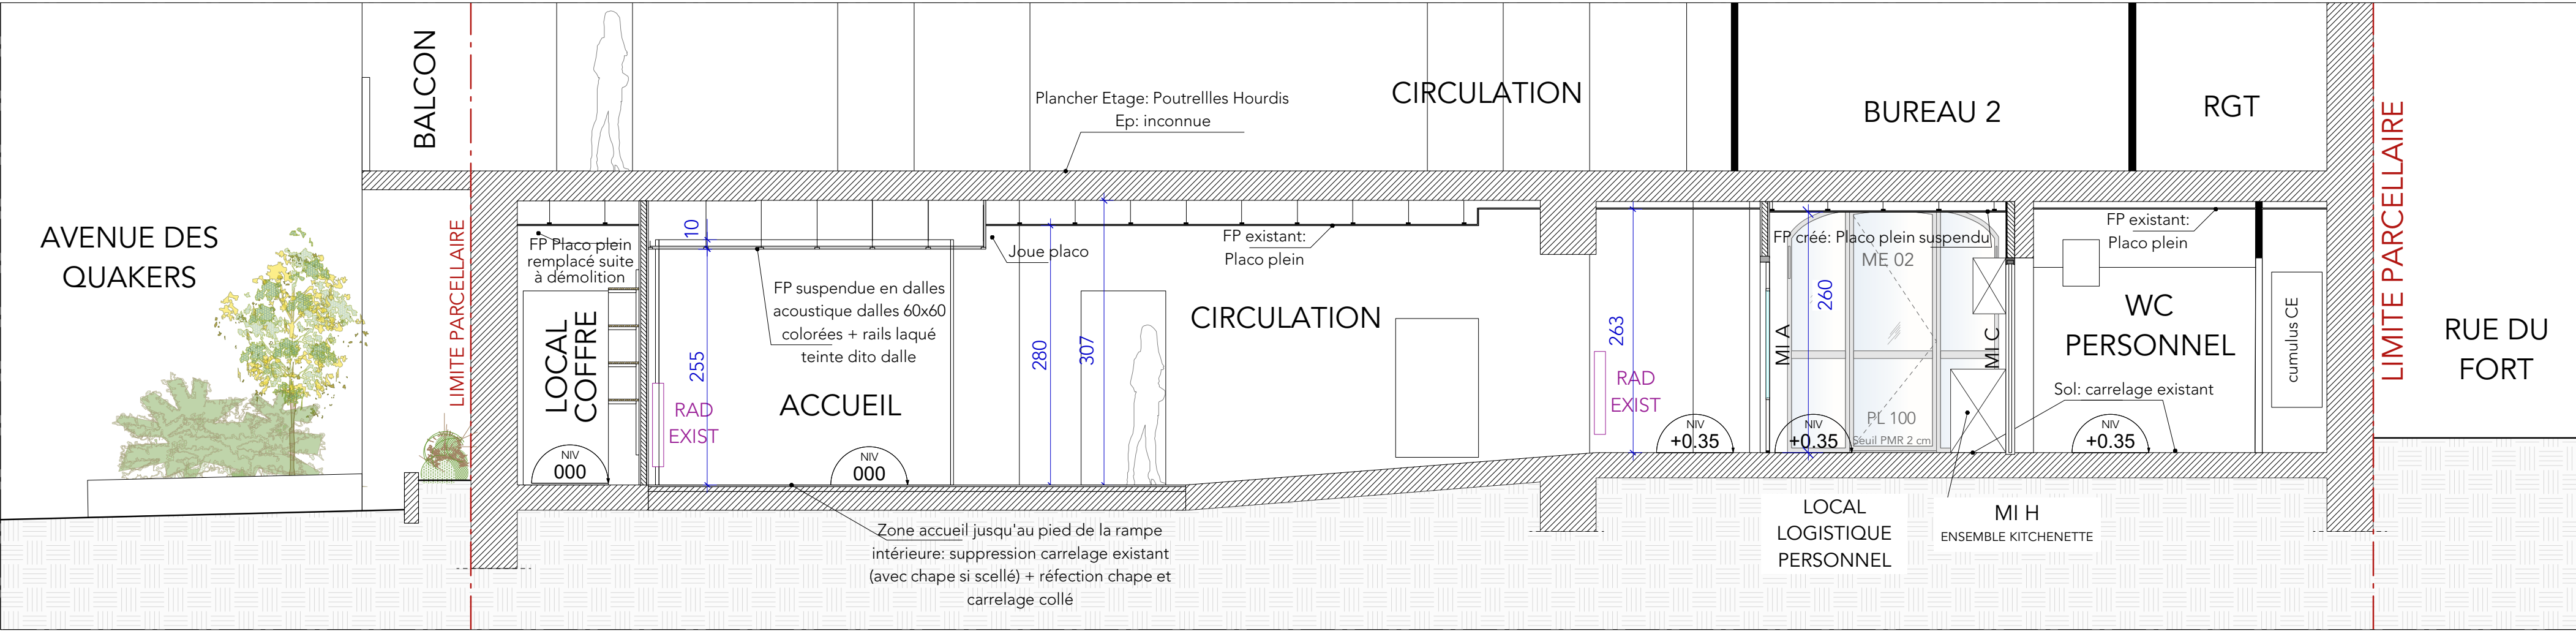 BALCON
Plancher Etage: Poutrellles Hourdis
Ep: inconnue
CIRCULATION
BUREAU 2
RGT
LIMITE PARCELLAIRE
AVENUE DES
QUAKERS
LIMITE PARCELLAIRE
FP Placo plein
remplacé suite
à démolition
10
Joue placo
FP existant:
Placo plein
FP créé: Placo plein suspendu
ME 02
FP existant:
Placo plein
LOCAL
COFFRE
FP suspendue en dalles
acoustique dalles 60x60
colorées + rails laqué
teinte dito dalle
255
280
307
CIRCULATION
263
260
MI A
MI C
WC
PERSONNEL
cumulus CE
RUE DU
FORT
RAD
EXIST
ACCUEIL
RAD
EXIST
Sol: carrelage existant
PL 100
Seuil PMR 2 cm
NIV
000
NIV
000
NIV
+0.35
NIV
+0.35
NIV
+0.35
Zone accueil jusqu'au pied de la rampe
intérieure: suppression carrelage existant
(avec chape si scellé) + réfection chape et
carrelage collé
LOCAL
LOGISTIQUE
PERSONNEL
MI H
ENSEMBLE KITCHENETTE